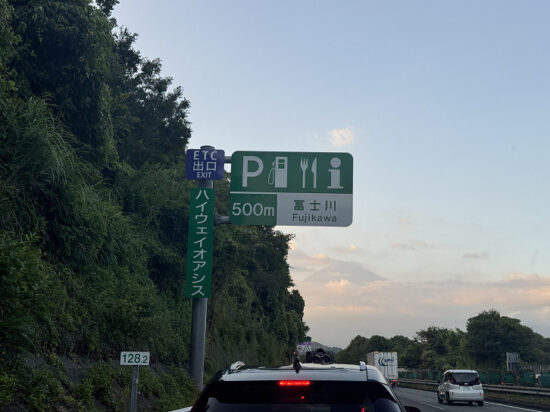 ETC
出口
EXIT
P i
500m
富士川
Fujikawa
ハイウェイオアシス
128.2